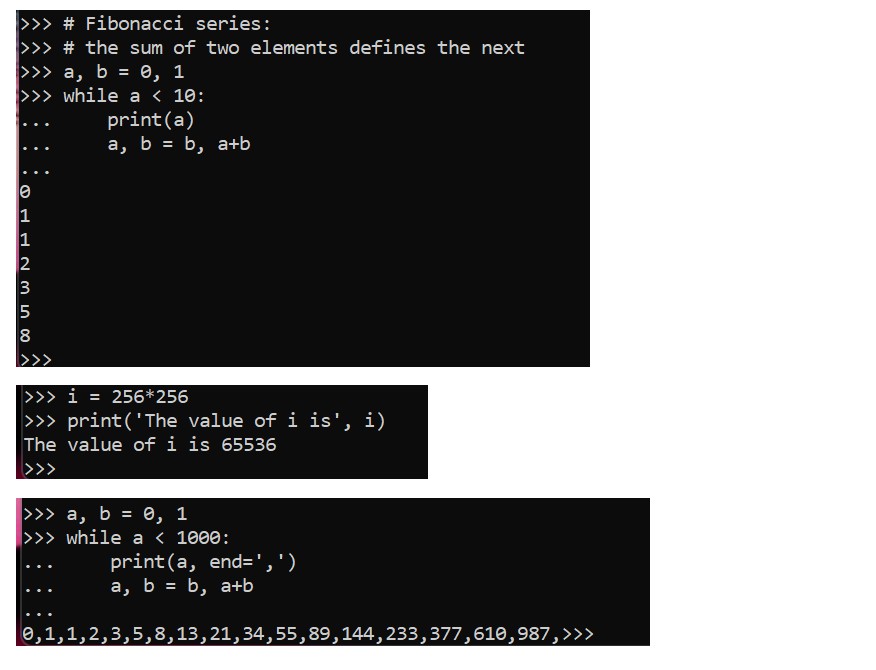 >>> # Fibonacci series:
>>> # the sum of two elements defines the next
>>> a, b = 0, 1
>>> while a < 10:
...     print(a)
...     a, b = b, a+b
...
0
1
1
2
3
5
8
>>>
>>> i = 256*256
>>> print('The value of i is', i)
The value of i is 65536
>>>
>>> a, b = 0, 1
>>> while a < 1000:
...     print(a, end=',')
...     a, b = b, a+b
...
0,1,1,2,3,5,8,13,21,34,55,89,144,233,377,610,987,>>>